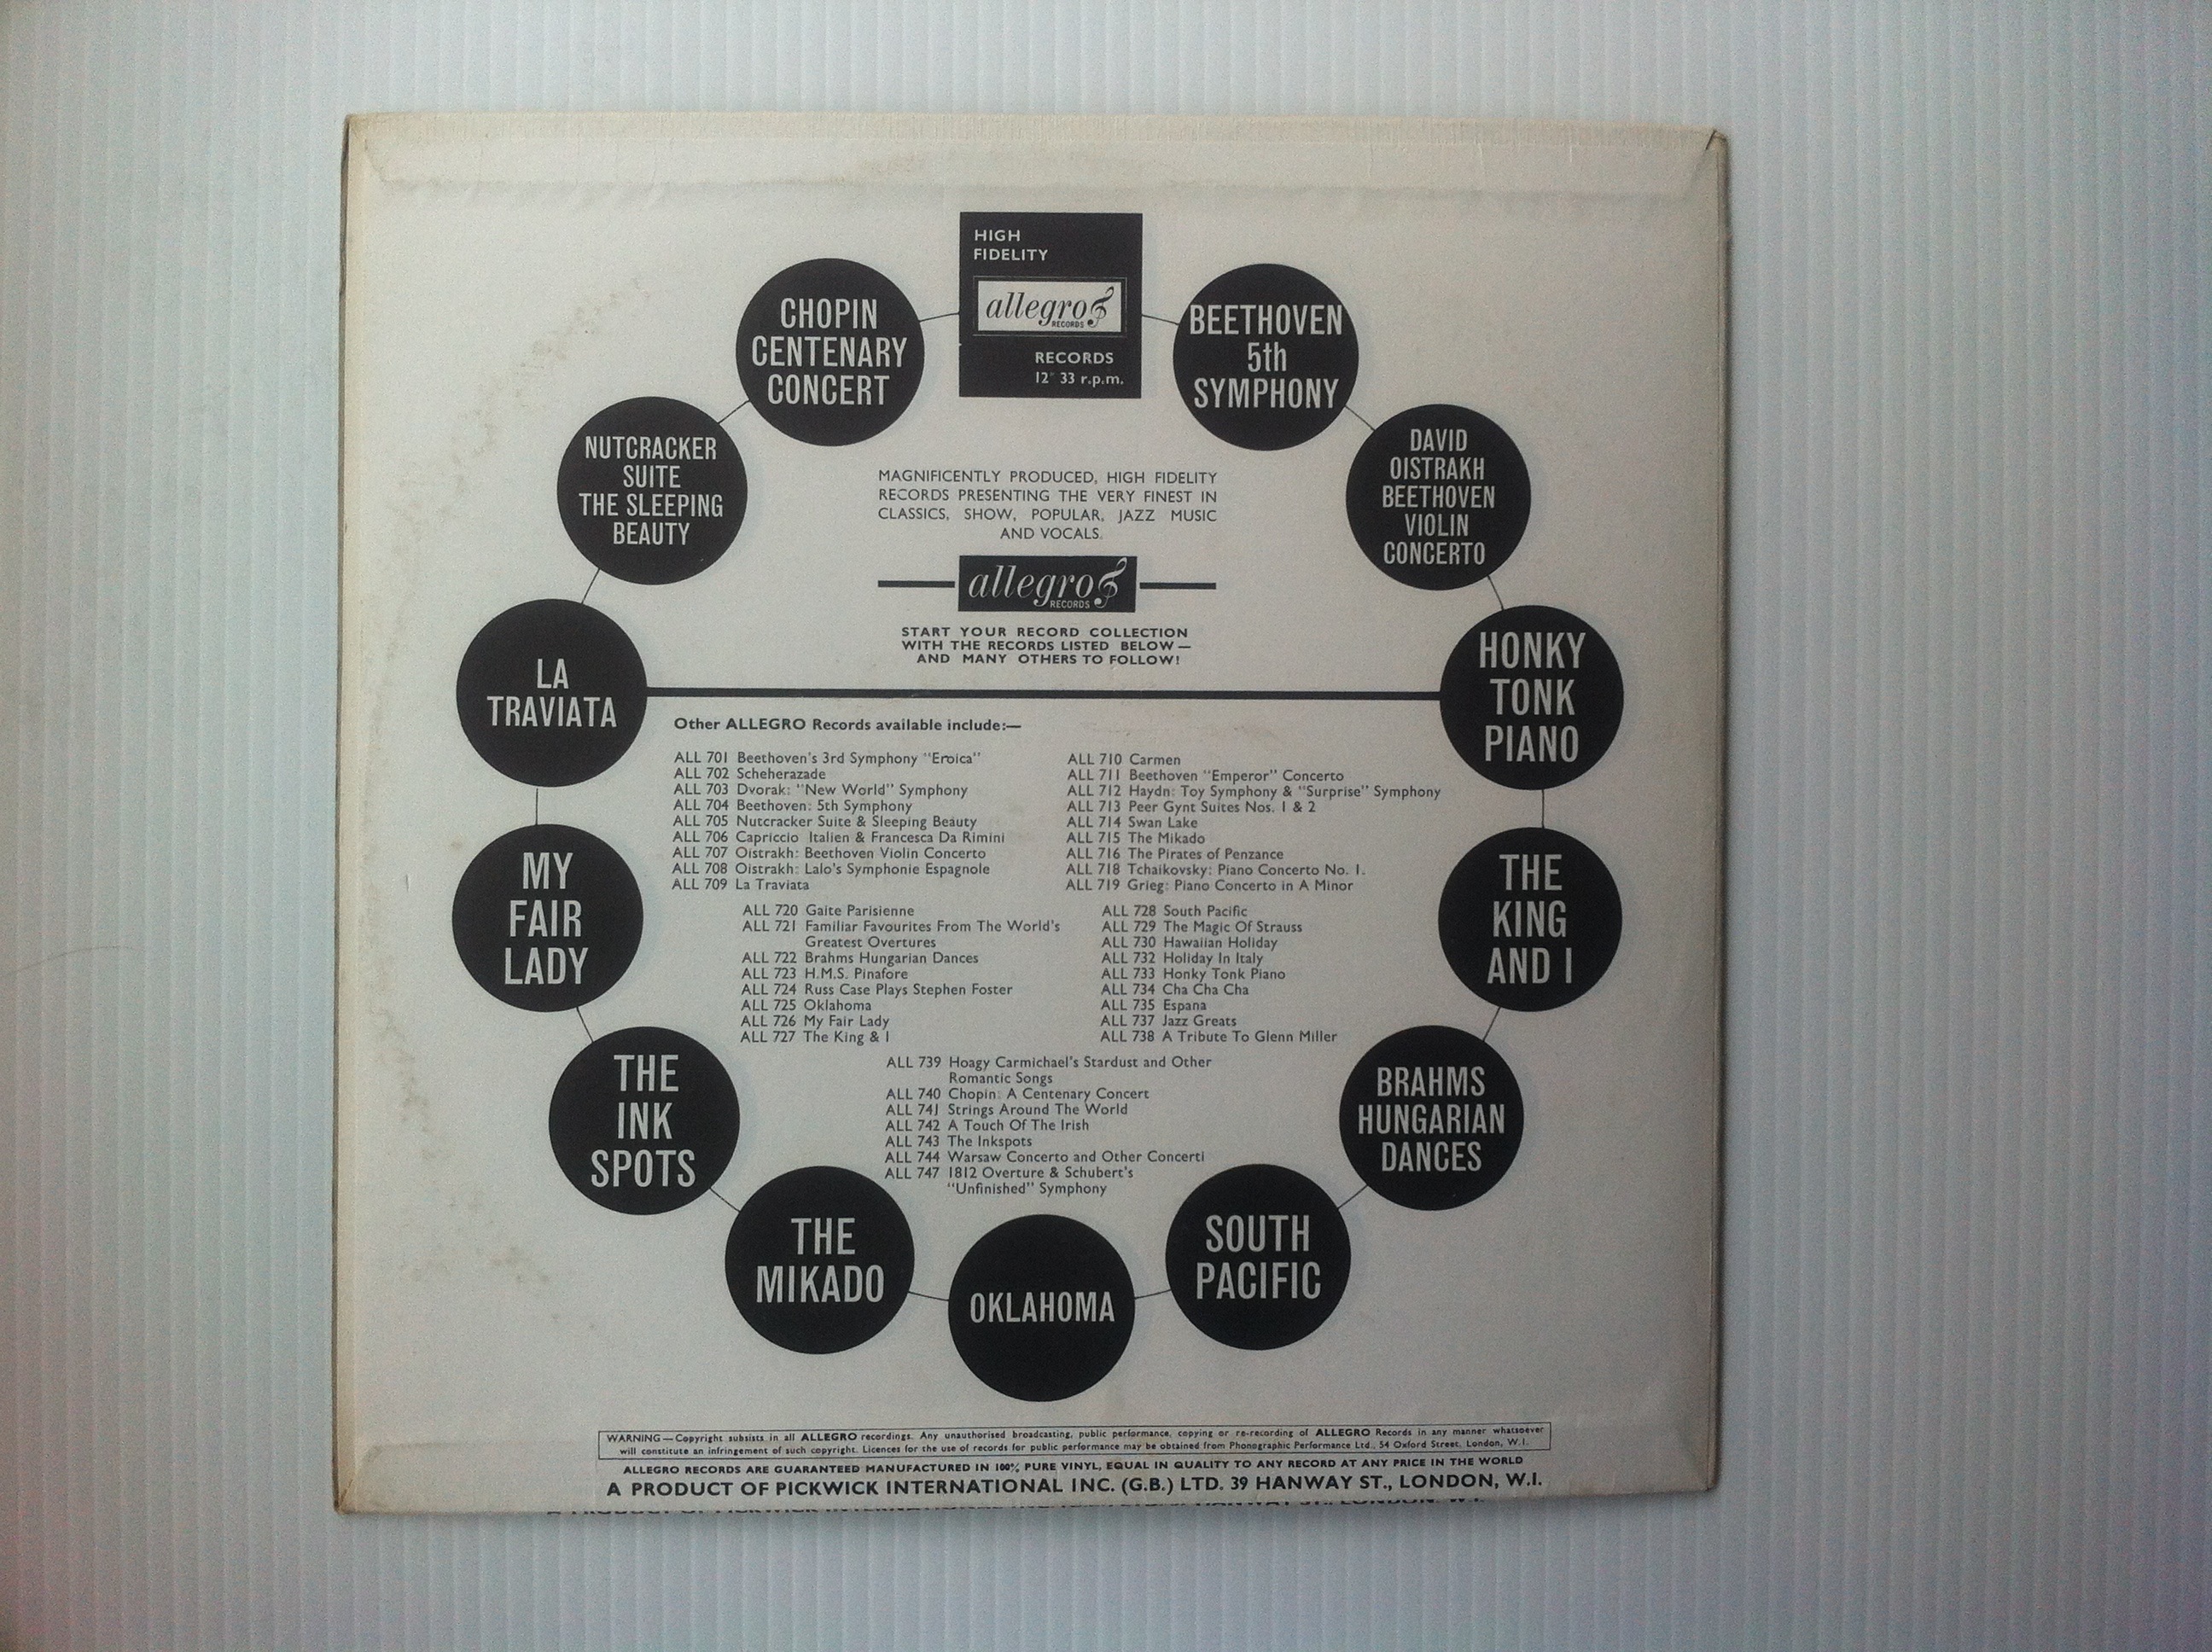 HIGH
FIDELITY
allegro
RECORDS
RECORDS
12" 33 r.p.m.
CHOPIN
CENTENARY
CONCERT
BEETHOVEN
5th
SYMPHONY
NUTCRACKER
SUITE
THE SLEEPING
BEAUTY
DAVID
OISTRAKH
BEETHOVEN
VIOLIN
CONCERTO
MAGNIFICENTLY PRODUCED, HIGH FIDELITY
RECORDS PRESENTING THE VERY FINEST IN
CLASSICS, SHOW, POPULAR, JAZZ MUSIC
AND VOCALS.
allegro
RECORDS
START YOUR RECORD COLLECTION
WITH THE RECORDS LISTED BELOW —
AND MANY OTHERS TO FOLLOW!
LA
TRAVIATA
HONKY
TONK
PIANO
Other ALLEGRO Records available include:—
ALL 701 Beethoven's 3rd Symphony "Eroica"
ALL 702 Scheherazade
ALL 703 Dvorak: "New World" Symphony
ALL 704 Beethoven: 5th Symphony
ALL 705 Nutcracker Suite & Sleeping Beauty
ALL 706 Capriccio Italien & Francesca Da Rimini
ALL 707 Oistrakh: Beethoven Violin Concerto
ALL 708 Oistrakh: Lalo's Symphonie Espagnole
ALL 709 La Traviata
ALL 710 Carmen
ALL 711 Beethoven "Emperor" Concerto
ALL 712 Haydn: Toy Symphony & "Surprise" Symphony
ALL 713 Peer Gynt Suites Nos. 1 & 2
ALL 714 Swan Lake
ALL 715 The Mikado
ALL 716 The Pirates of Penzance
ALL 718 Tchaikovsky: Piano Concerto No. 1.
ALL 719 Grieg: Piano Concerto in A Minor
MY
FAIR
LADY
THE
KING
AND I
ALL 720 Gaite Parisienne
ALL 721 Familiar Favourites From The World's
Greatest Overtures
ALL 722 Brahms Hungarian Dances
ALL 723 H.M.S. Pinafore
ALL 724 Russ Case Plays Stephen Foster
ALL 725 Oklahoma
ALL 726 My Fair Lady
ALL 727 The King & I
ALL 728 South Pacific
ALL 729 The Magic Of Strauss
ALL 730 Hawaiian Holiday
ALL 732 Holiday In Italy
ALL 733 Honky Tonk Piano
ALL 734 Cha Cha Cha
ALL 735 Espana
ALL 737 Jazz Greats
ALL 738 A Tribute To Glenn Miller
THE
INK
SPOTS
BRAHMS
HUNGARIAN
DANCES
ALL 739 Hoagy Carmichael's Stardust and Other
Romantic Songs
ALL 740 Chopin: A Centenary Concert
ALL 741 Strings Around The World
ALL 742 A Touch Of The Irish
ALL 743 The Inkspots
ALL 744 Warsaw Concerto and Other Concerti
ALL 747 1812 Overture & Schubert's
"Unfinished" Symphony
THE
MIKADO
OKLAHOMA
SOUTH
PACIFIC
WARNING — Copyright subsists in all ALLEGRO recordings. Any unauthorised broadcasting, public performance, copying or re-recording of ALLEGRO Records in any manner whatsoever
will constitute an infringement of such copyright. Licences for the use of records for public performance may be obtained from Phonographic Performance Ltd., 54 Oxford Street, London, W.I.
ALLEGRO RECORDS ARE GUARANTEED MANUFACTURED IN 100% PURE VINYL, EQUAL IN QUALITY TO ANY RECORD AT ANY PRICE IN THE WORLD
A PRODUCT OF PICKWICK INTERNATIONAL INC. (G.B.) LTD. 39 HANWAY ST., LONDON, W.I.